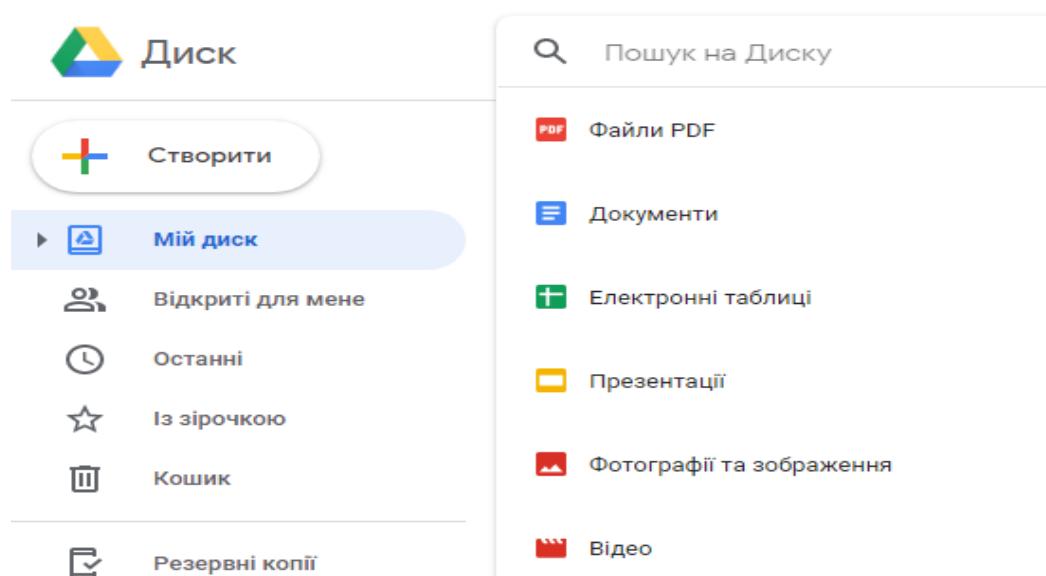 Диск
Створити
Мій диск
Відкриті для мене
Останні
Із зірочкою
Кошик
Резервні копії
Пошук на Диску
PDF Файли PDF
Документи
Електронні таблиці
Презентації
Фотографії та зображення
Відео